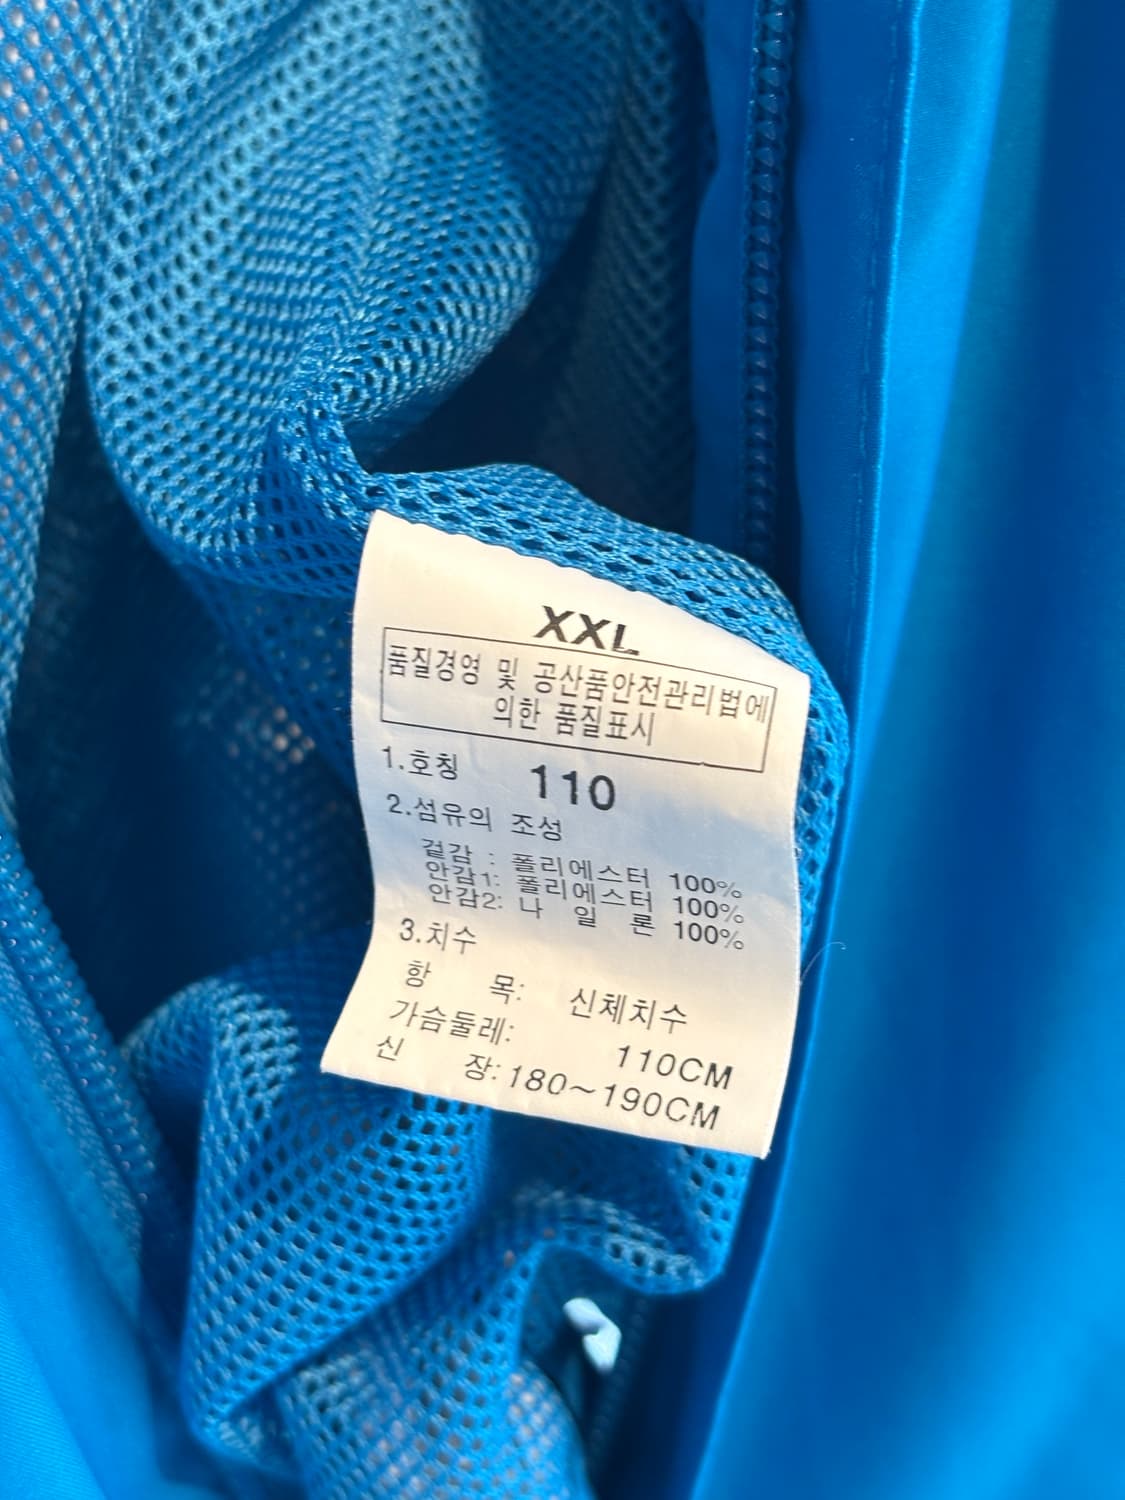 XXL
품질경영 및 공산품안전관리법에
의한 품질표시
1.호칭 110
2.섬유의 조성
겉감 : 폴리에스터 100%
안감1: 폴리에스터 100%
안감2: 나 일 론 100%
3.치수
항 목: 신체치수
가슴둘레: 110CM
신 장: 180~190CM